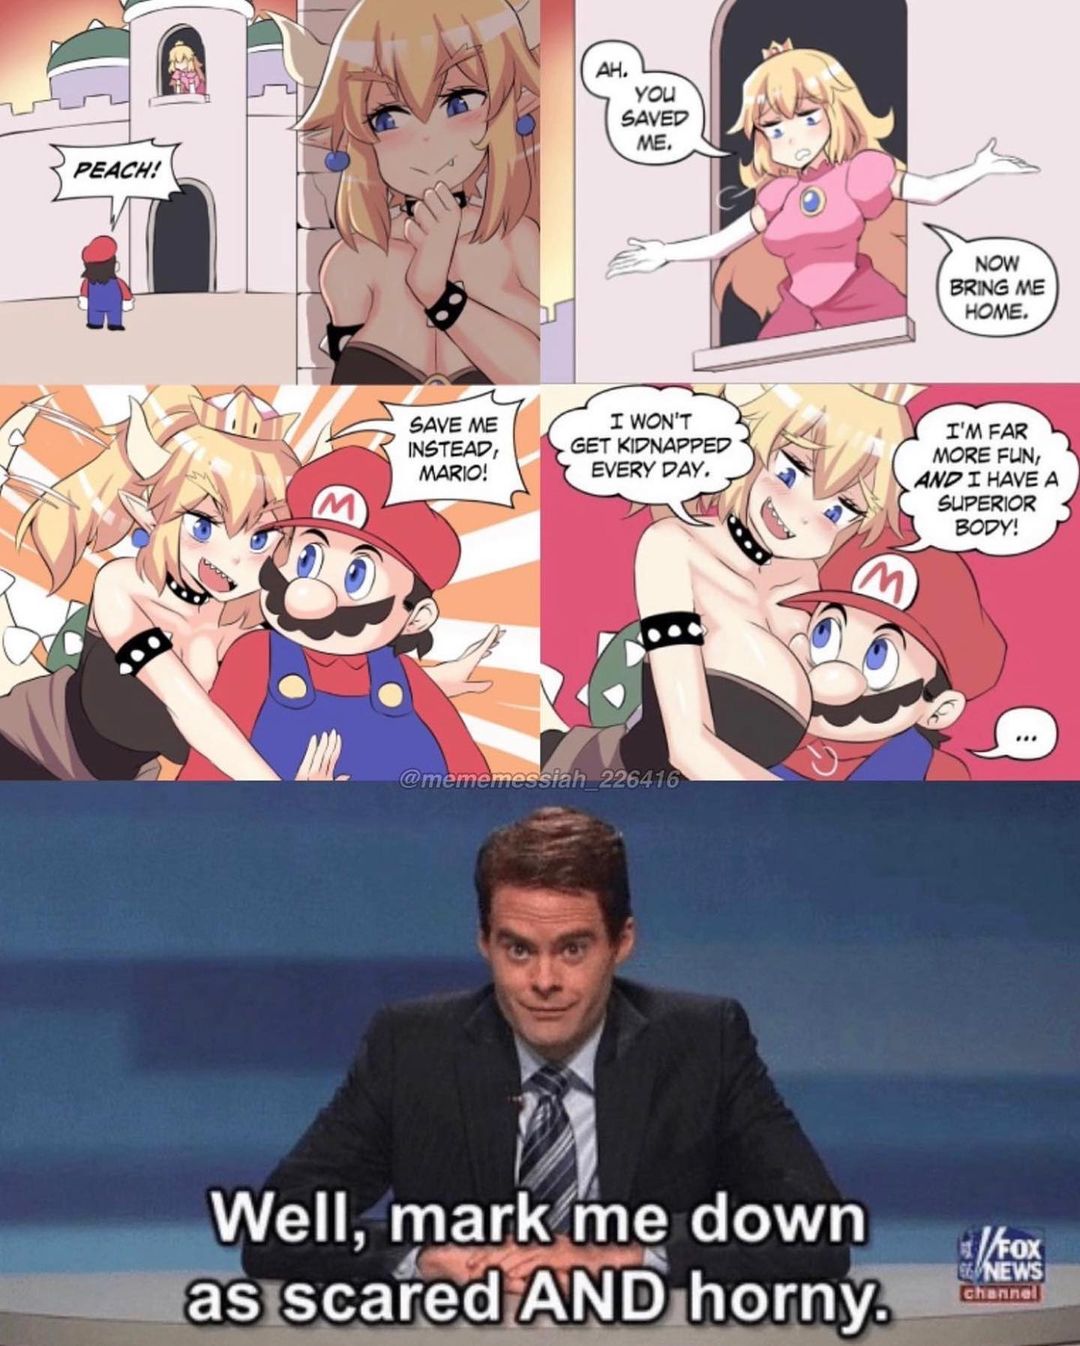 PEACH!
AH.
YOU
SAVED
ME.
NOW
BRING ME
HOME.
SAVE ME
INSTEAD,
MARIO!
M
I WON'T
GET KIDNAPPED
EVERY DAY.
I'M FAR
MORE FUN,
AND I HAVE A
SUPERIOR
BODY!
M
...
@mememessiah_226416
Well, mark me down
as scared AND horny.
FOX
NEWS
channel